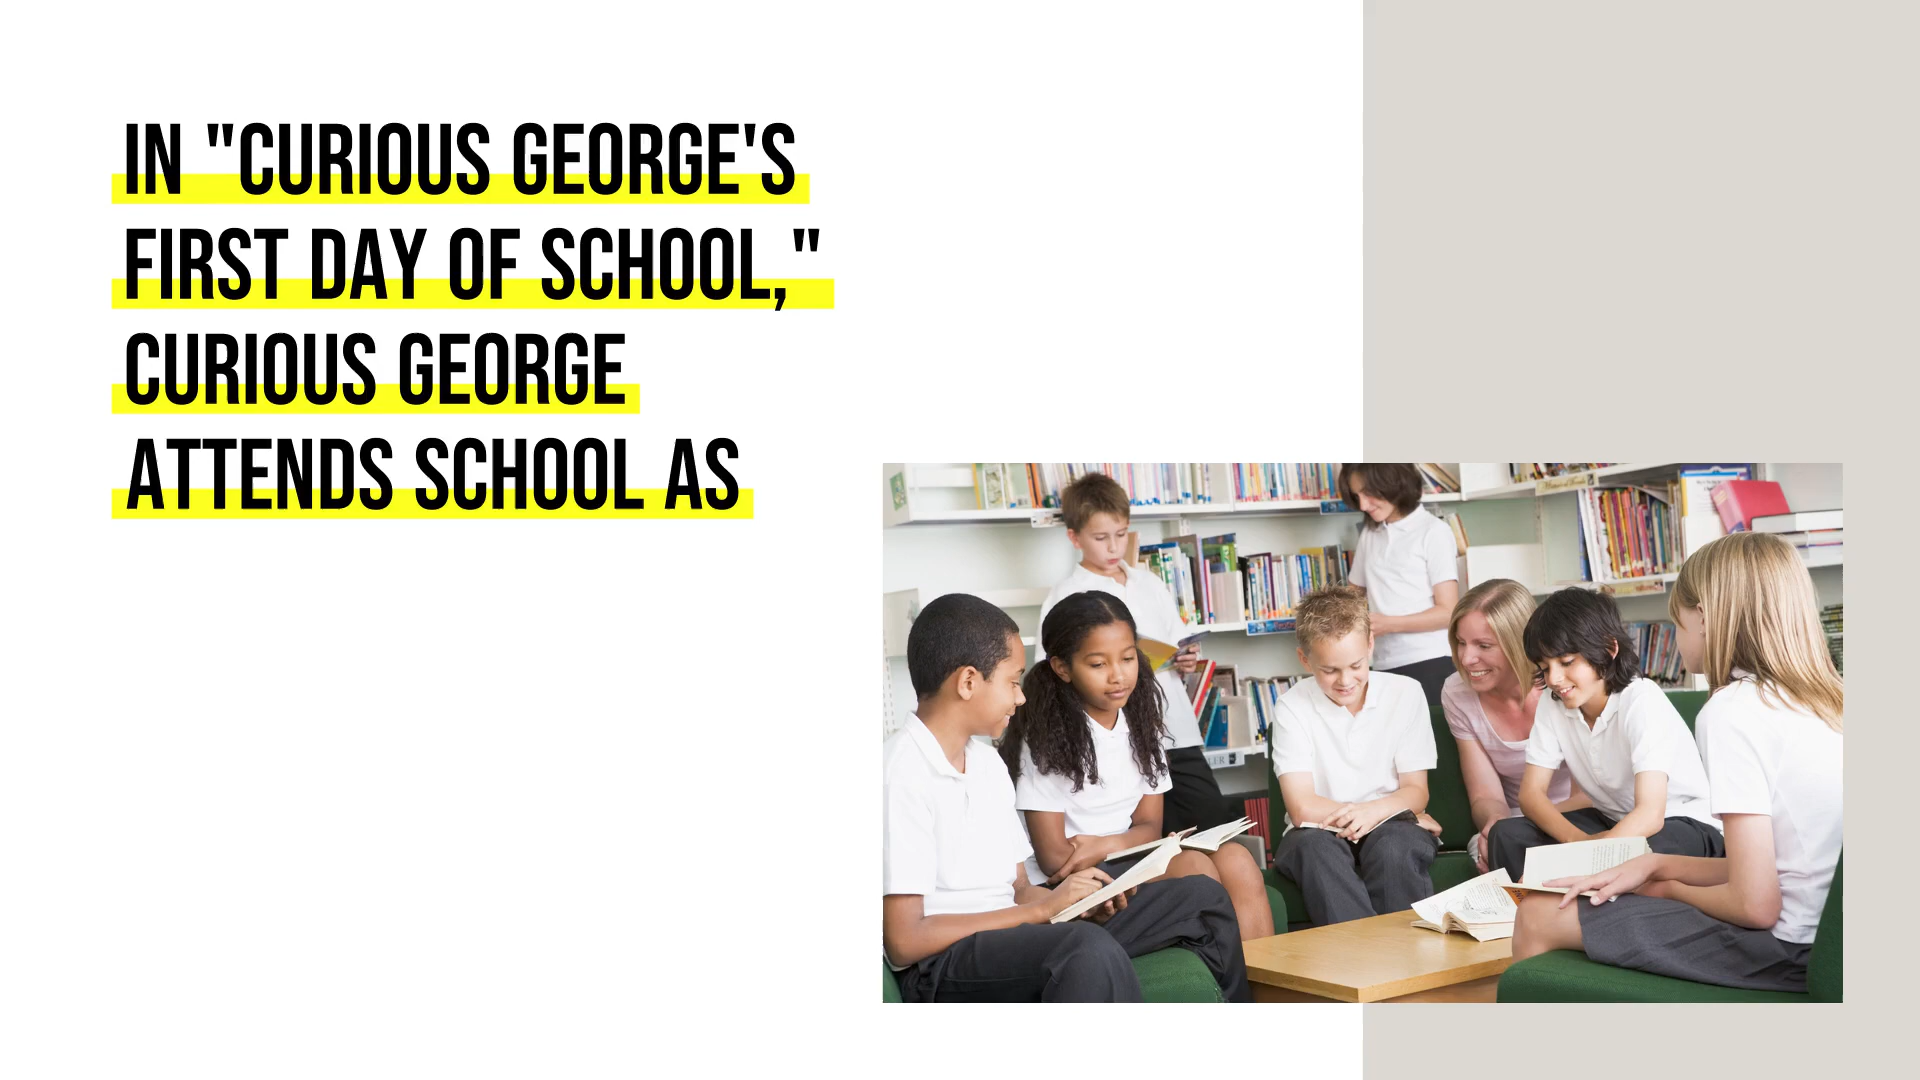 IN "CURIOUS GEORGE'S
FIRST DAY OF SCHOOL,"
CURIOUS GEORGE
ATTENDS SCHOOL AS